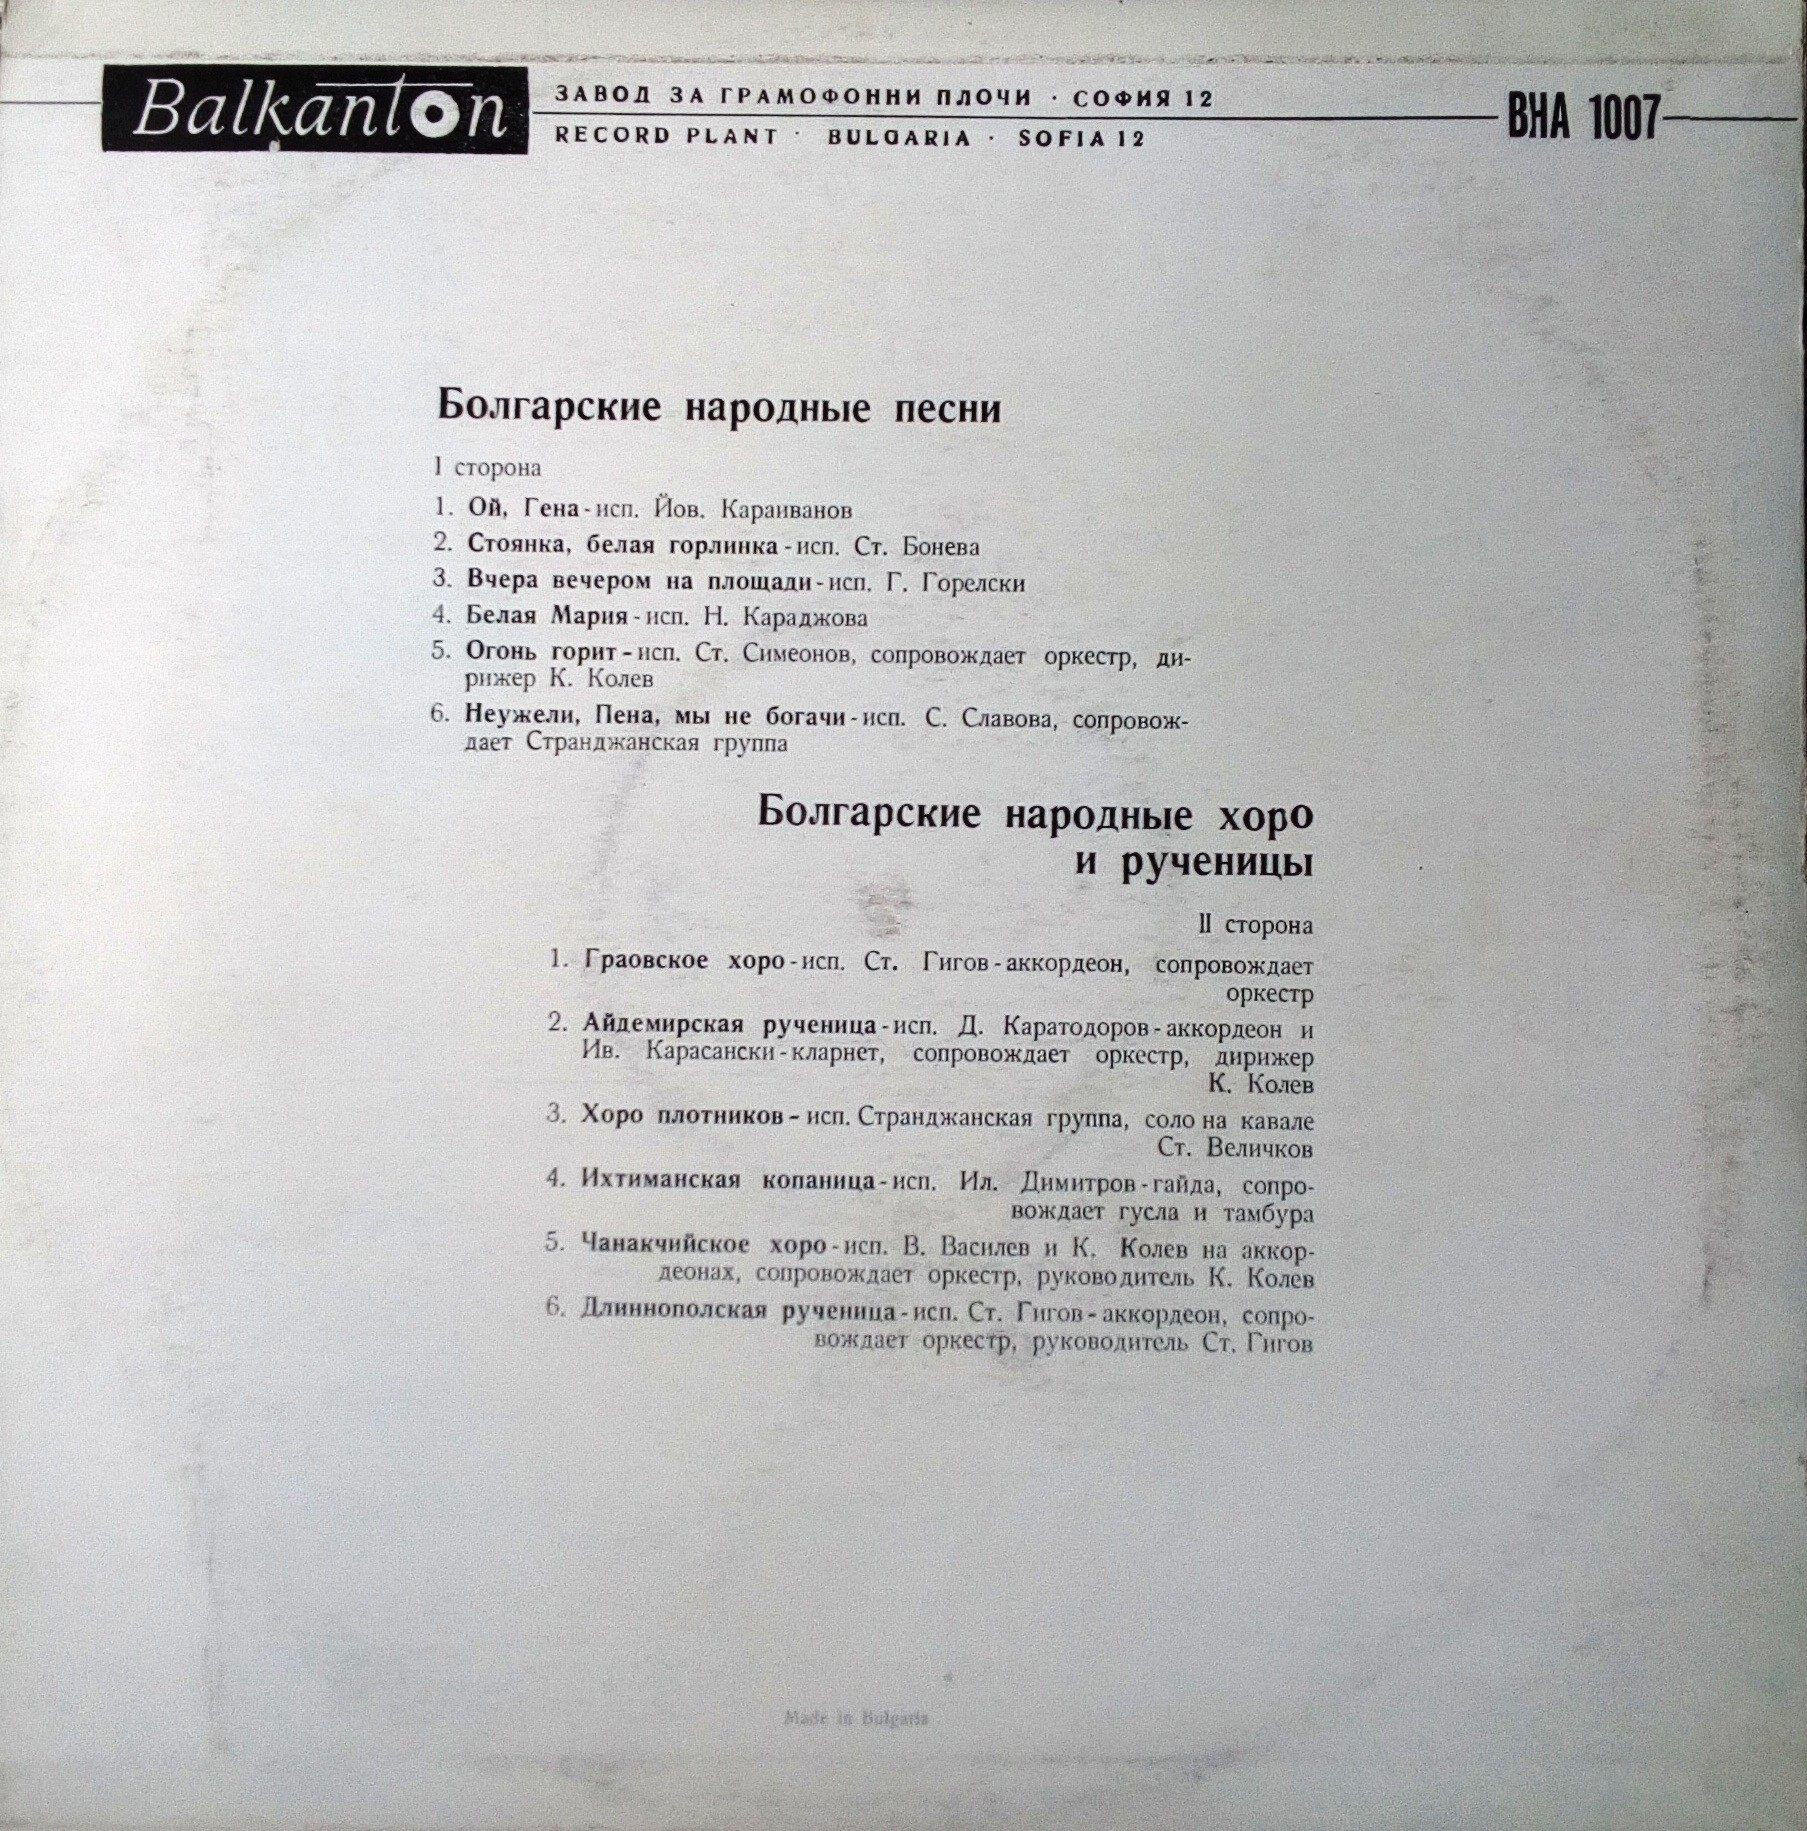 Balkanton
ЗАВОД ЗА ГРАМОФОННИ ПЛОЧИ · СОФИЯ 12
RECORD PLANT · BULGARIA · SOFIA 12
ВНА 1007
Болгарские народные песни
I сторона
1. Ой, Гена - исп. Йов. Караиванов
2. Стоянка, белая горлинка - исп. Ст. Бонева
3. Вчера вечером на площади - исп. Г. Горелски
4. Белая Мария - исп. Н. Караджова
5. Огонь горит - исп. Ст. Симеонов, сопровождает оркестр, ди-
рижер К. Колев
6. Неужели, Пена, мы не богачи - исп. С. Славова, сопровож-
дает Странджанская группа
Болгарские народные хоро
и рученицы
II сторона
1. Граовское хоро - исп. Ст. Гигов - аккордеон, сопровождает
оркестр
2. Айдемирская рученица - исп. Д. Каратодоров - аккордеон и
Ив. Карасански - кларнет, сопровождает оркестр, дирижер
К. Колев
3. Хоро плотников - исп. Странджанская группа, соло на кавале
Ст. Величков
4. Ихтиманская копаница - исп. Ил. Димитров - гайда, сопро-
вождает гусла и тамбура
5. Чанакчийское хоро - исп. В. Василев и К. Колев на аккор-
деонах, сопровождает оркестр, руководитель К. Колев
6. Длиннополская рученица - исп. Ст. Гигов - аккордеон, сопро-
вождает оркестр, руководитель Ст. Гигов
Made in Bulgaria